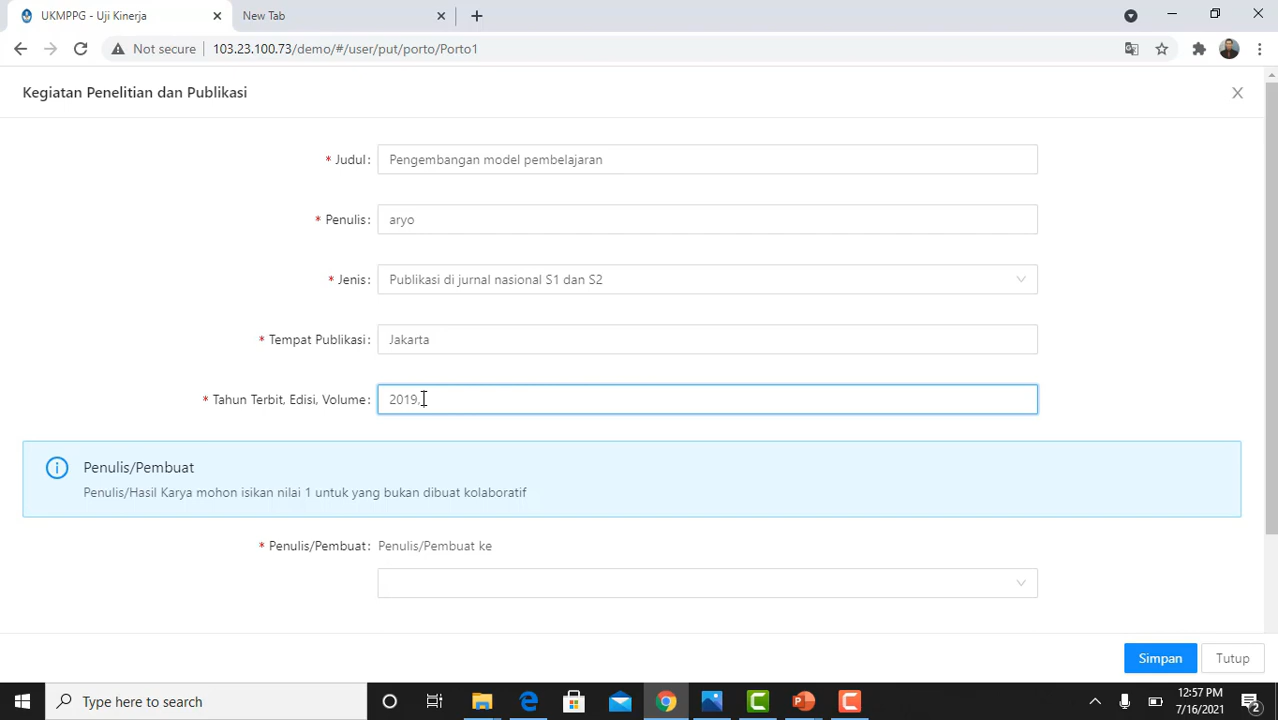 UKMPPG - Uji Kinerja
New Tab
Not secure
103.23.100.73/demo/#/user/put/porto/Porto1
Kegiatan Penelitian dan Publikasi
* Judul: Pengembangan model pembelajaran
* Penulis: aryo
* Jenis: Publikasi di jurnal nasional S1 dan S2
* Tempat Publikasi: Jakarta
* Tahun Terbit, Edisi, Volume: 2019,
Penulis/Pembuat
Penulis/Hasil Karya mohon isikan nilai 1 untuk yang bukan dibuat kolaboratif
* Penulis/Pembuat: Penulis/Pembuat ke
Simpan Tutup
Type here to search
12:57 PM
7/16/2021
2